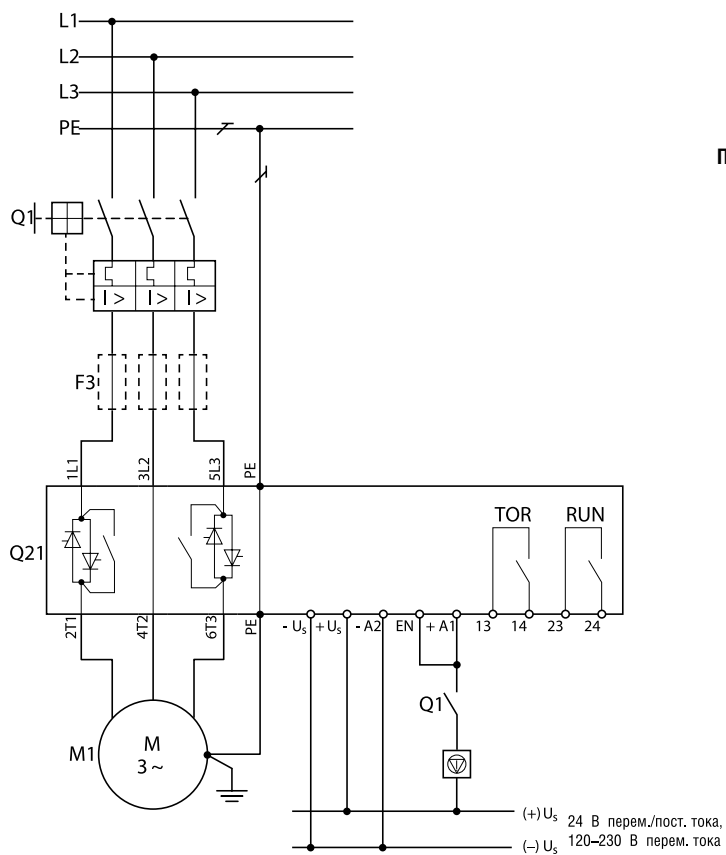 L1
L2
L3
PE
П
Q1
I > I > I >
F3
1L1 3L2 5L3 PE
TOR RUN
Q21
2T1 4T2 6T3 PE - Us + Us - A2 EN + A1 13 14 23 24
Q1
M1 M
3 ~
(+) Us 24 В перем./пост. тока,
(–) Us 120–230 В перем. тока